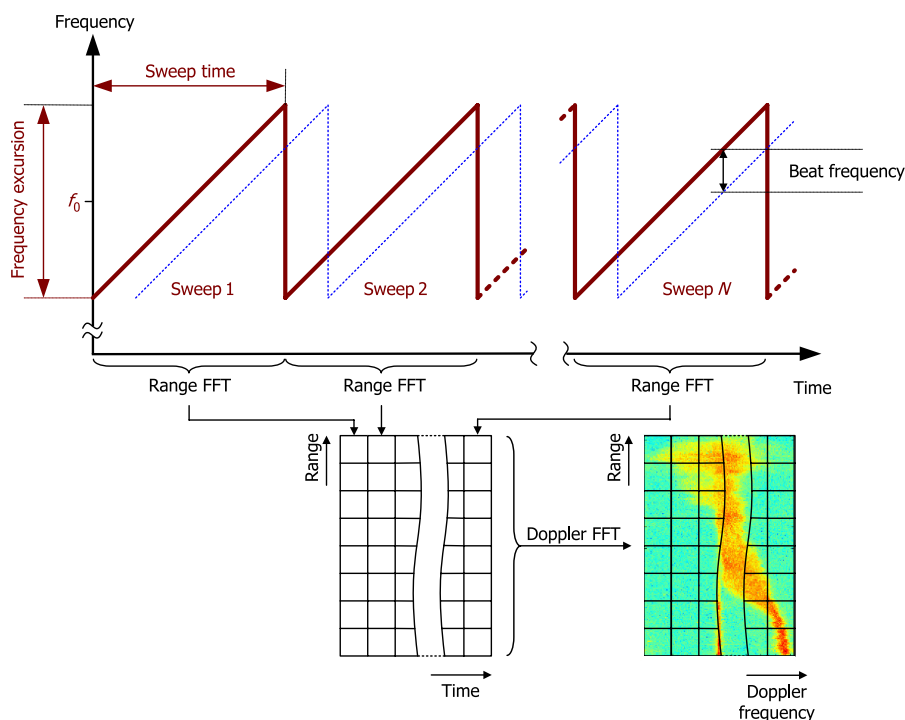 Frequency
Sweep time
Frequency excursion
f0
Beat frequency
Sweep 1
Sweep 2
Sweep N
Range FFT
Range FFT
Range FFT
Time
Range
Range
Doppler FFT
Time
Doppler
frequency